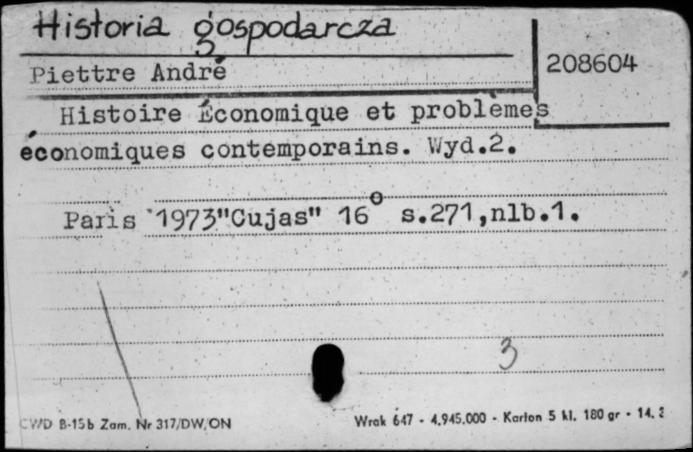 Historia gospodarcza
Piettre André
208604
Histoire Économique et problèmes
économiques contemporains. Wyd.2.
Paris 1973"Cujas" 16° s.271,nlb.1.
3
CWD B-15b Zam. Nr 317/DW/ON
Wrak 647 - 4.945.000 - Karton 5 kl. 180 gr - 14. 2